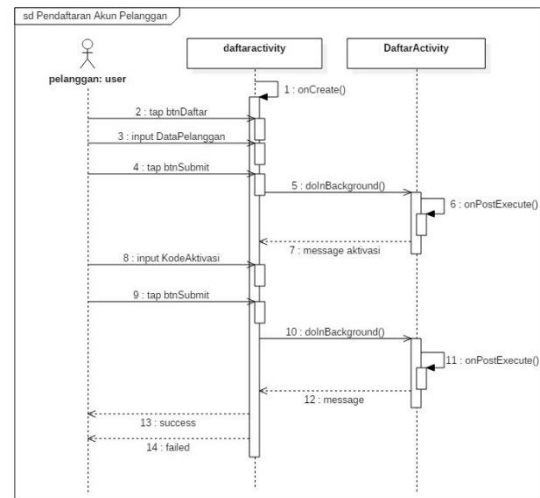 sd Pendaftaran Akun Pelanggan
pelanggan: user
daftaractivity
DaftarActivity
1 : onCreate()
2 : tap btnDaftar
3 : input DataPelanggan
4 : tap btnSubmit
5 : doInBackground()
6 : onPostExecute()
7 : message aktivasi
8 : input KodeAktivasi
9 : tap btnSubmit
10 : doInBackground()
11 : onPostExecute()
12 : message
13 : success
14 : failed